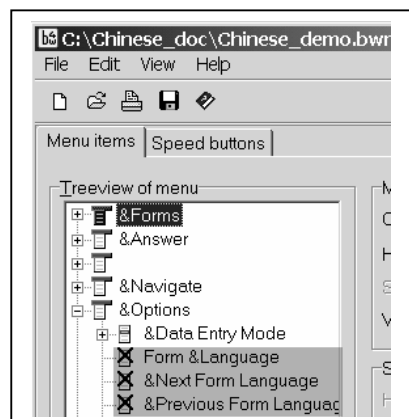 C:\Chinese_doc\Chinese_demo.bwr
File Edit View Help
Menu items Speed buttons
Treeview of menu
&Forms
&Answer
&Navigate
&Options
&Data Entry Mode
Form &Language
&Next Form Language
&Previous Form Languag